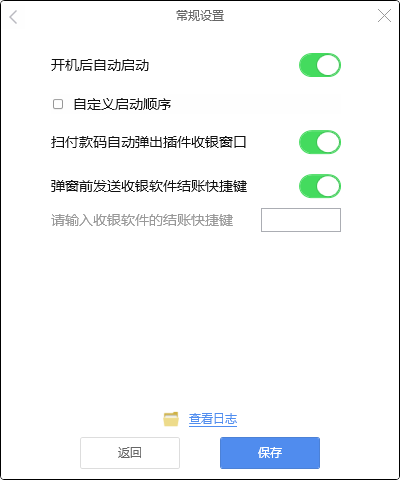 常规设置
开机后自动启动
自定义启动顺序
扫付款码自动弹出插件收银窗口
弹窗前发送收银软件结账快捷键
请输入收银软件的结账快捷键
查看日志
返回
保存